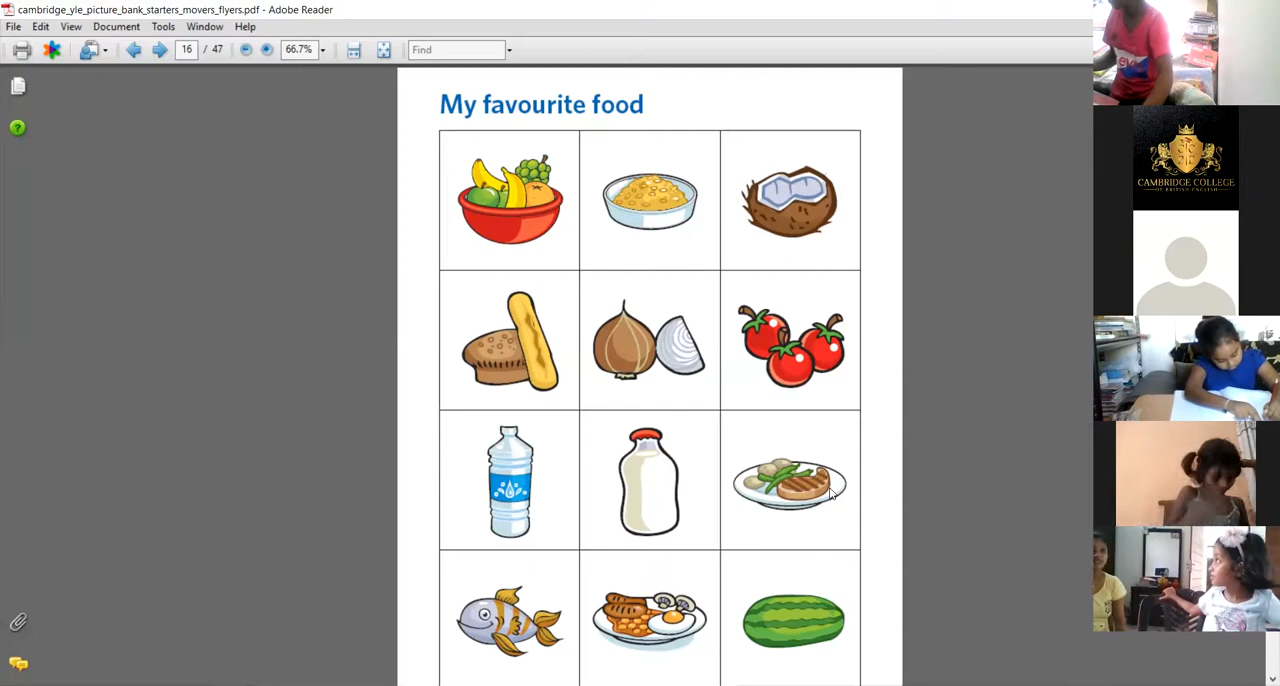 cambridge_yle_picture_bank_starters_movers_flyers.pdf - Adobe Reader
File Edit View Document Tools Window Help
16 / 47 66.7% Find
My favourite food
CAMBRIDGE COLLEGE
OF BRITISH ENGLISH